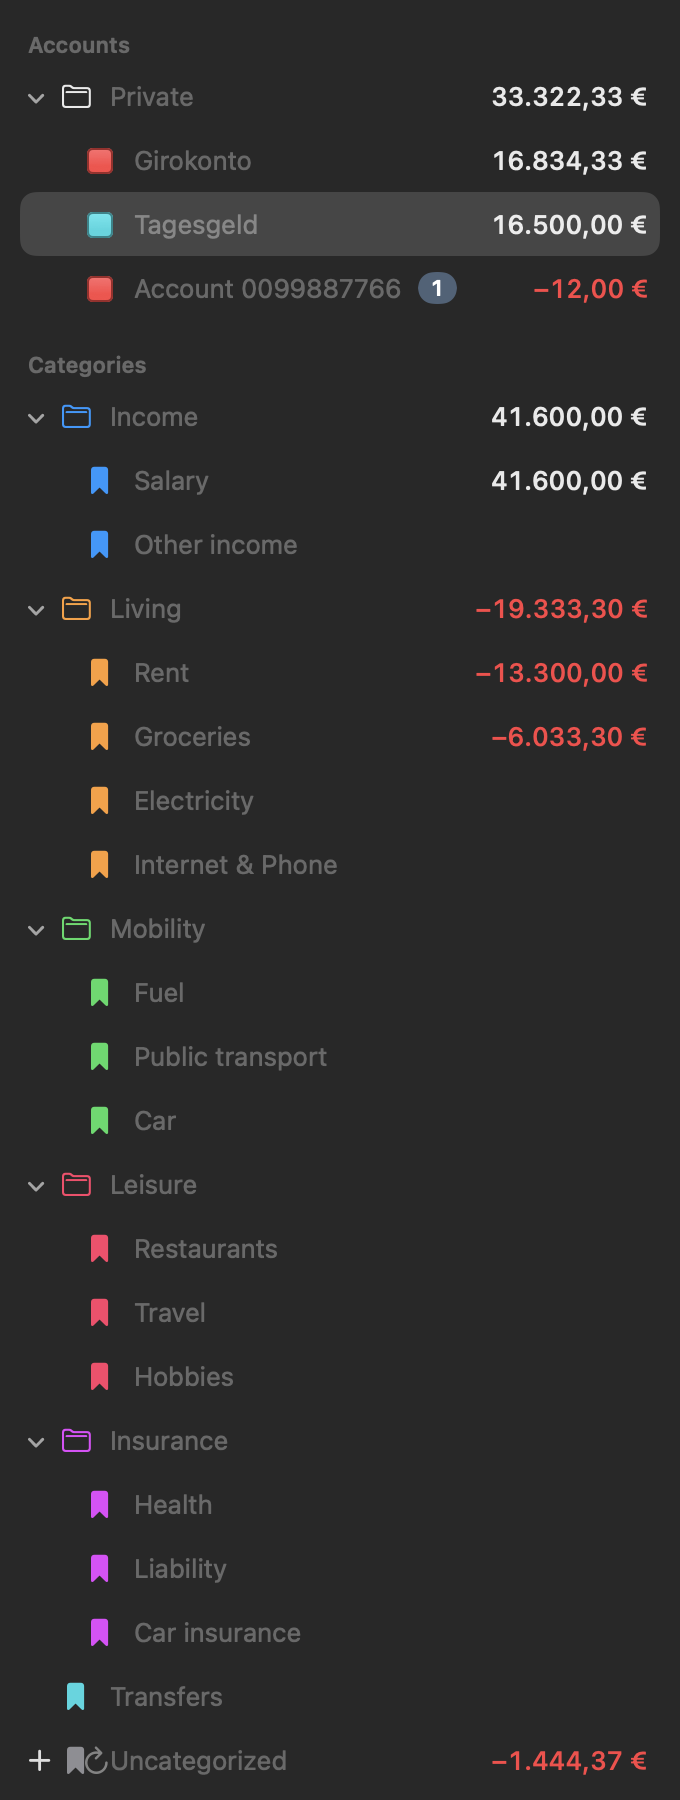 Accounts
Private 33.322,33 €
Girokonto 16.834,33 €
Tagesgeld 16.500,00 €
Account 0099887766 1 −12,00 €
Categories
Income 41.600,00 €
Salary 41.600,00 €
Other income
Living −19.333,30 €
Rent −13.300,00 €
Groceries −6.033,30 €
Electricity
Internet & Phone
Mobility
Fuel
Public transport
Car
Leisure
Restaurants
Travel
Hobbies
Insurance
Health
Liability
Car insurance
Transfers
Uncategorized −1.444,37 €